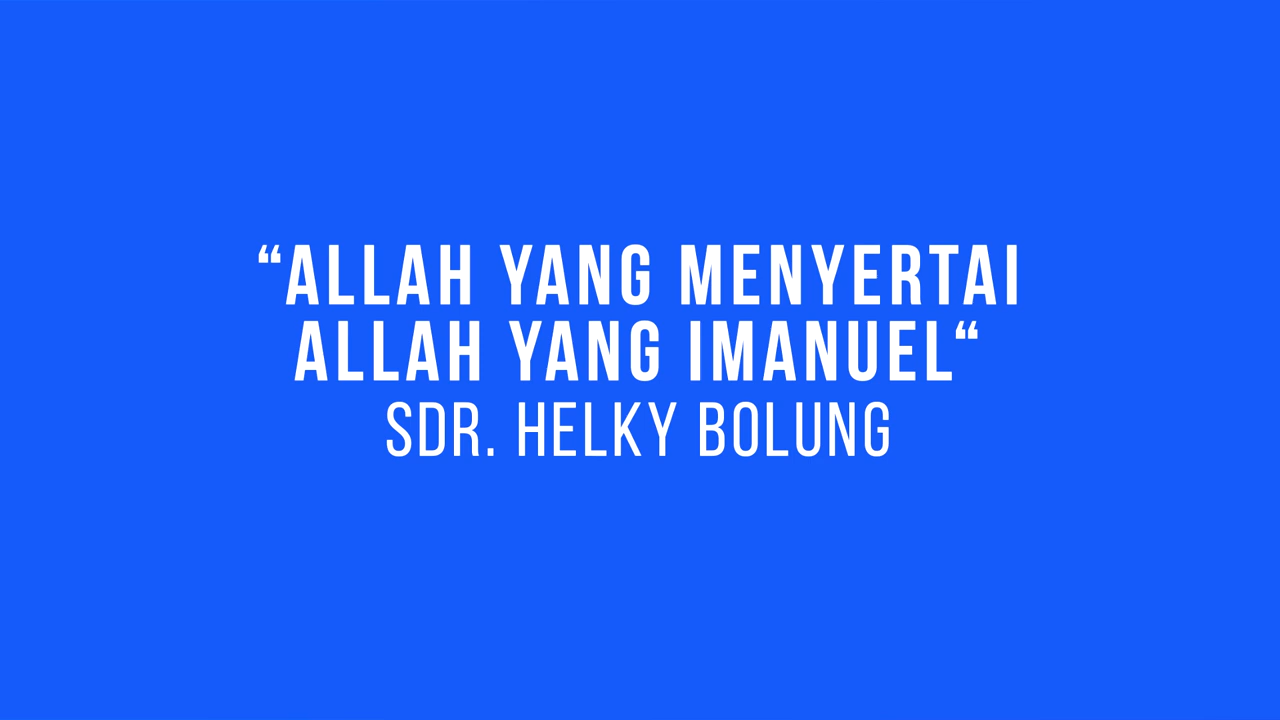 “ALLAH YANG MENYERTAI
ALLAH YANG IMANUEL“
SDR. HELKY BOLUNG